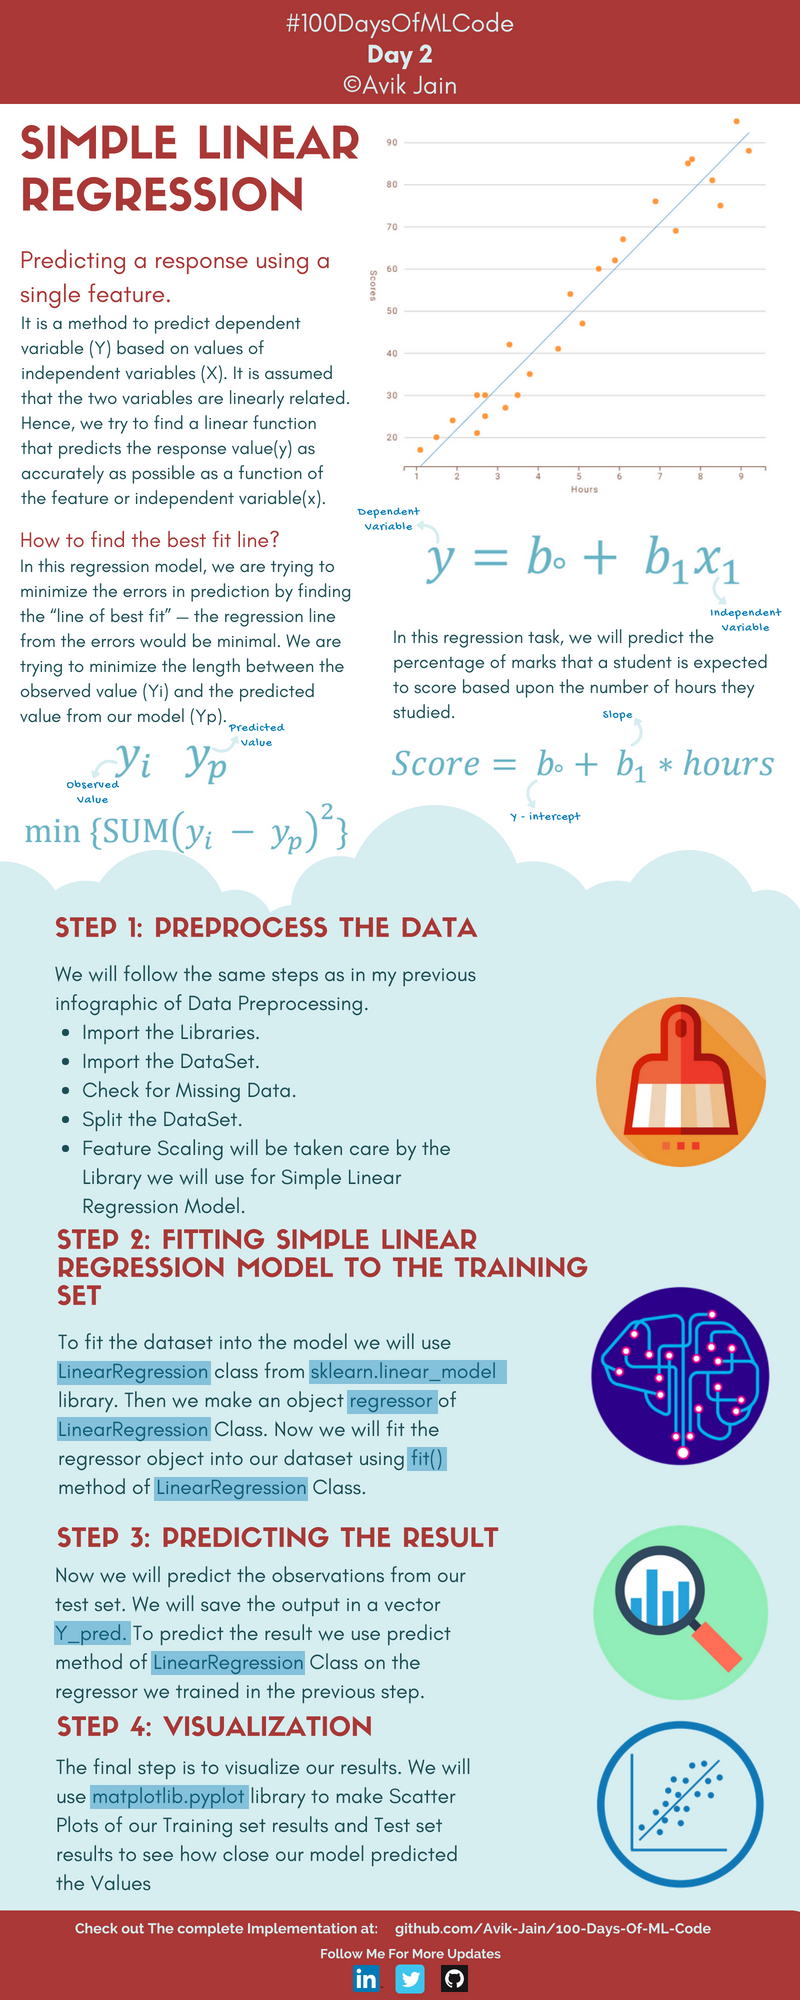 #100DaysOfMLCode
Day 2
©Avik Jain
SIMPLE LINEAR
REGRESSION
Predicting a response using a
single feature.
It is a method to predict dependent
variable (Y) based on values of
independent variables (X). It is assumed
that the two variables are linearly related.
Hence, we try to find a linear function
that predicts the response value(y) as
accurately as possible as a function of
the feature or independent variable(x).
90
80
70
60
50
40
30
20
Scores
1 2 3 4 5 6 7 8 9
Hours
How to find the best fit line?
In this regression model, we are trying to
minimize the errors in prediction by finding
the “line of best fit” — the regression line
from the errors would be minimal. We are
trying to minimize the length between the
observed value (Yi) and the predicted
value from our model (Yp).
Predicted
Value
yᵢ yₚ
Observed
Value
min {SUM(yᵢ − yₚ)²}
Dependent
Variable
y = b₀ + b₁x₁
Independent
Variable
In this regression task, we will predict the
percentage of marks that a student is expected
to score based upon the number of hours they
studied.
Slope
Score = b₀ + b₁ * hours
Y - intercept
STEP 1: PREPROCESS THE DATA
We will follow the same steps as in my previous
infographic of Data Preprocessing.
• Import the Libraries.
• Import the DataSet.
• Check for Missing Data.
• Split the DataSet.
• Feature Scaling will be taken care by the
Library we will use for Simple Linear
Regression Model.
STEP 2: FITTING SIMPLE LINEAR
REGRESSION MODEL TO THE TRAINING
SET
To fit the dataset into the model we will use
LinearRegression class from sklearn.linear_model
library. Then we make an object regressor of
LinearRegression Class. Now we will fit the
regressor object into our dataset using fit()
method of LinearRegression Class.
STEP 3: PREDICTING THE RESULT
Now we will predict the observations from our
test set. We will save the output in a vector
Y_pred. To predict the result we use predict
method of LinearRegression Class on the
regressor we trained in the previous step.
STEP 4: VISUALIZATION
The final step is to visualize our results. We will
use matplotlib.pyplot library to make Scatter
Plots of our Training set results and Test set
results to see how close our model predicted
the Values
Check out The complete Implementation at: github.com/Avik-Jain/100-Days-Of-ML-Code
Follow Me For More Updates
in